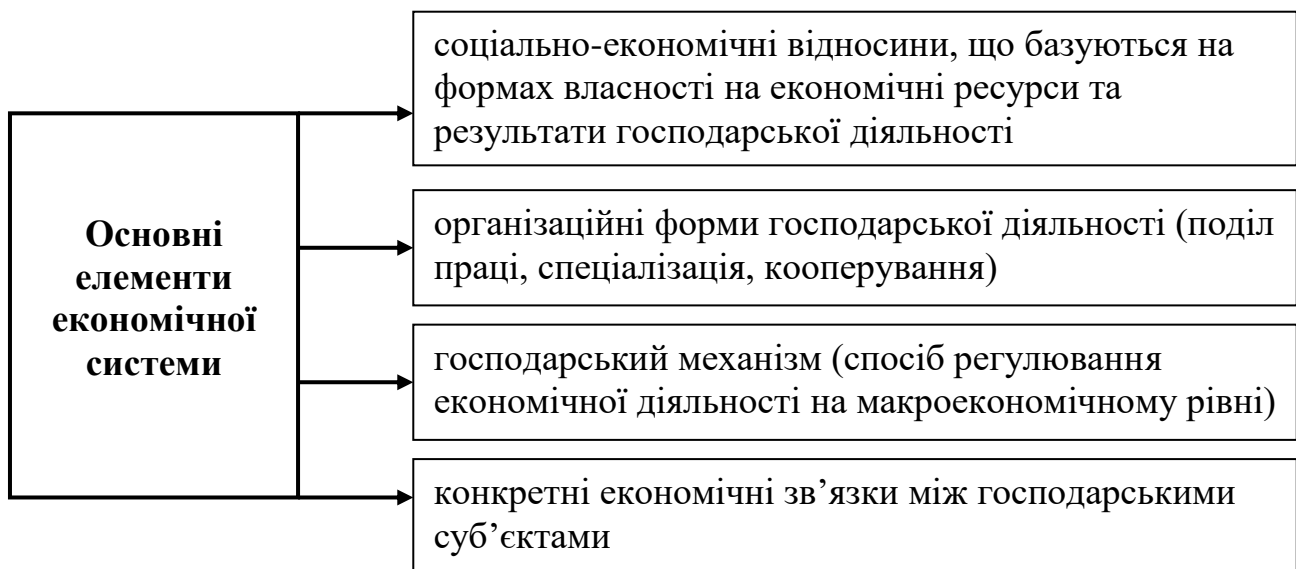 Основні
елементи
економічної
системи
соціально-економічні відносини, що базуються на
формах власності на економічні ресурси та
результати господарської діяльності
організаційні форми господарської діяльності (поділ
праці, спеціалізація, кооперування)
господарський механізм (спосіб регулювання
економічної діяльності на макроекономічному рівні)
конкретні економічні зв’язки між господарськими
суб’єктами